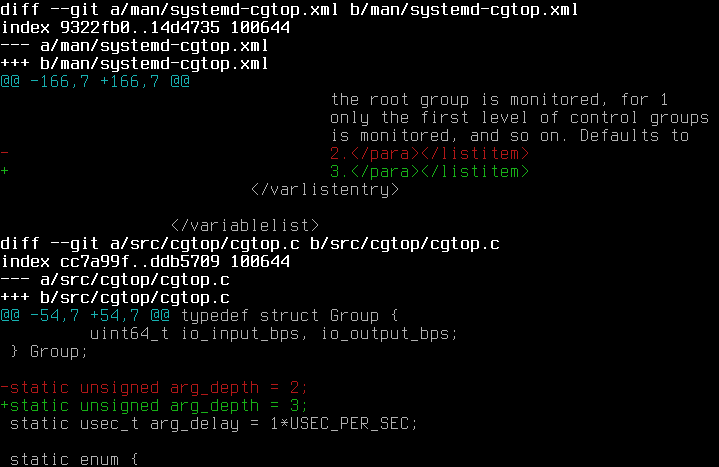 diff --git a/man/systemd-cgtop.xml b/man/systemd-cgtop.xml
index 9322fb0..14d4735 100644
--- a/man/systemd-cgtop.xml
+++ b/man/systemd-cgtop.xml
@@ -166,7 +166,7 @@
                                 the root group is monitored, for 1
                                 only the first level of control groups
                                 is monitored, and so on. Defaults to
-                                2.</para></listitem>
+                                3.</para></listitem>
                         </varlistentry>

                 </variablelist>
diff --git a/src/cgtop/cgtop.c b/src/cgtop/cgtop.c
index cc7a99f..ddb5709 100644
--- a/src/cgtop/cgtop.c
+++ b/src/cgtop/cgtop.c
@@ -54,7 +54,7 @@ typedef struct Group {
         uint64_t io_input_bps, io_output_bps;
 } Group;

-static unsigned arg_depth = 2;
+static unsigned arg_depth = 3;
 static usec_t arg_delay = 1*USEC_PER_SEC;

 static enum {